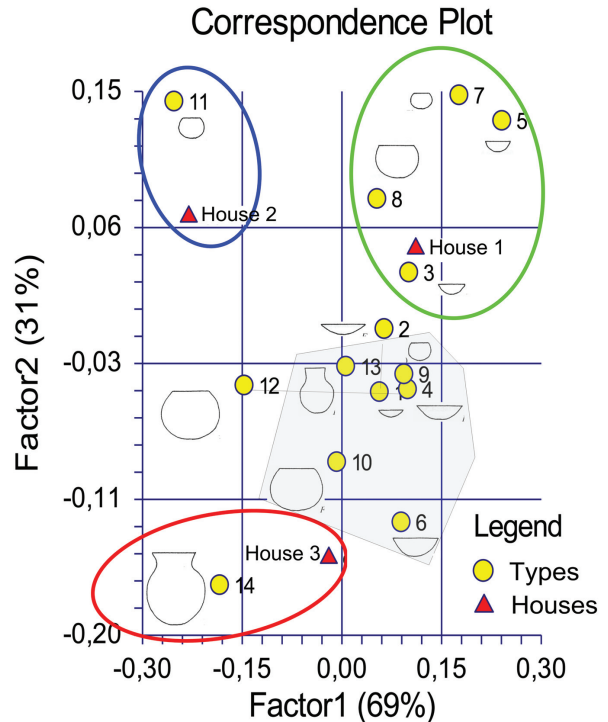 Correspondence Plot
0,15
11
7
5
8
House 2
0,06
House 1
3
2
-0,03
13
9
12
4
10
-0,11
6
Legend
House 3
Types
14
Houses
-0,20
-0,30
-0,15
0,00
0,15
0,30
Factor1 (69%)
Factor2 (31%)